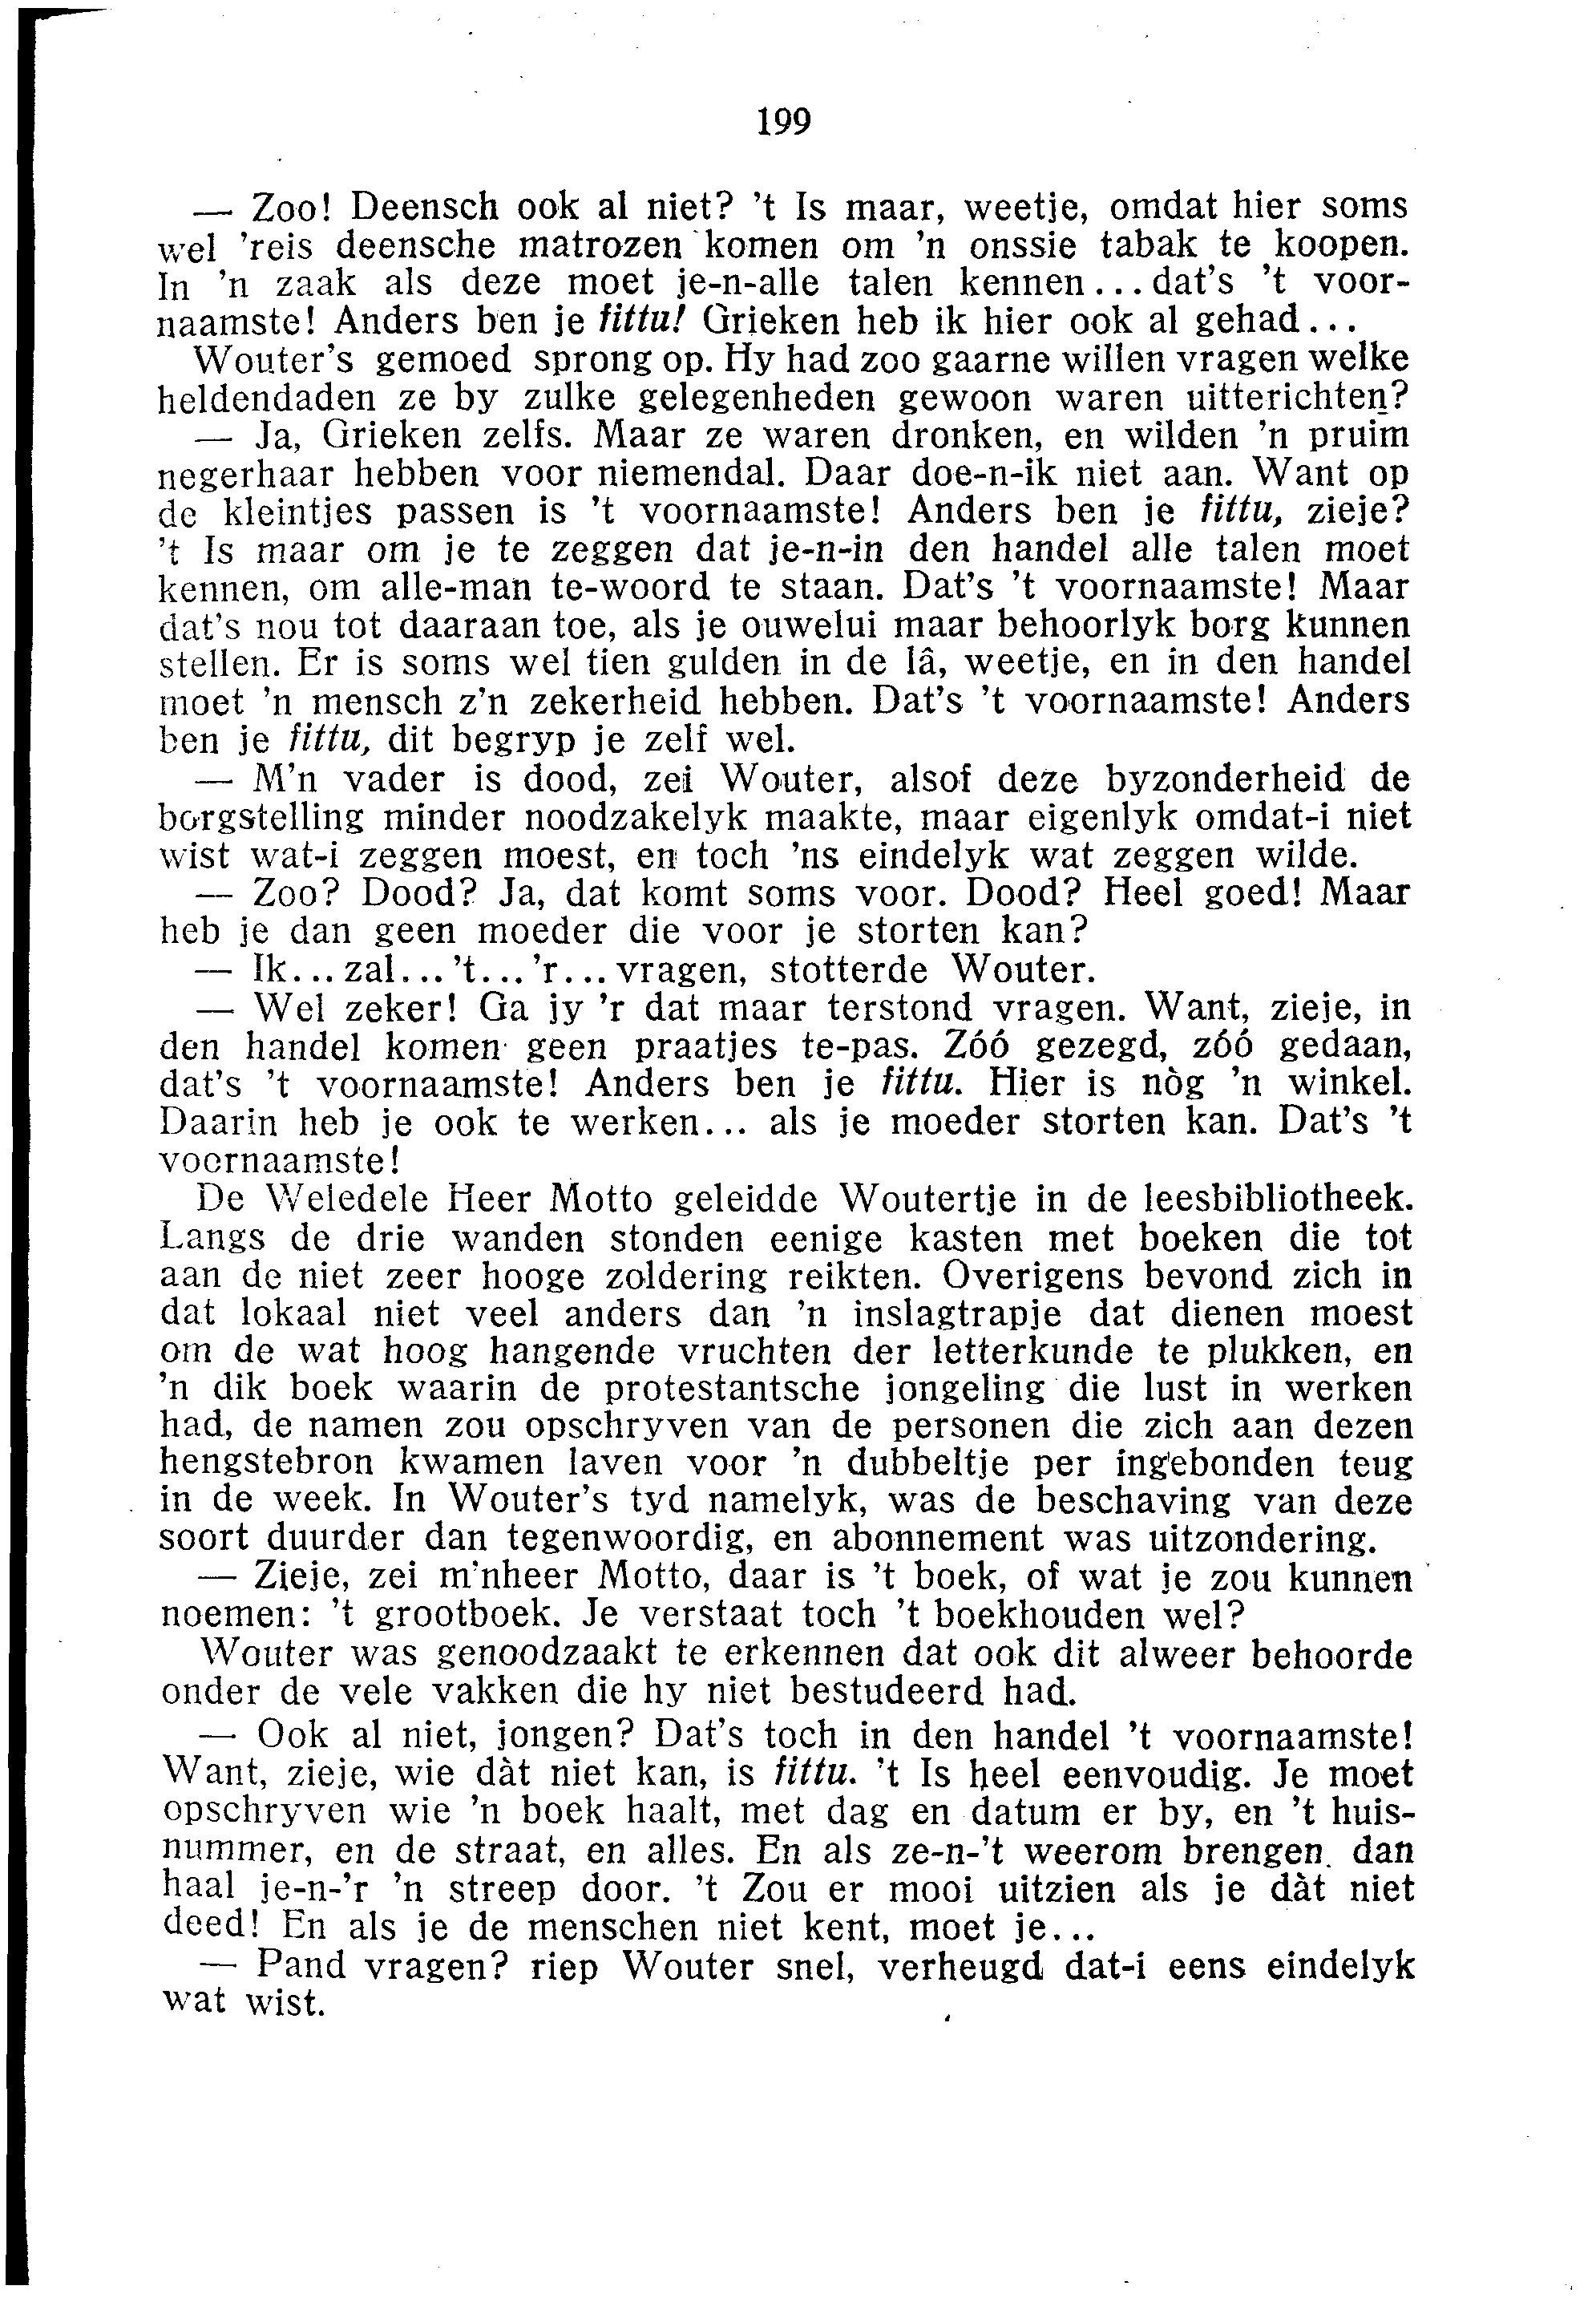 199
— Zoo! Deensch ook al niet? 't Is maar, weetje, omdat hier soms
wel 'reis deensche matrozen komen om 'n onssie tabak te koopen.
In 'n zaak als deze moet je-n-alle talen kennen... dat's 't voor-
naamste! Anders ben je fittu! Grieken heb ik hier ook al gehad...
Wouter's gemoed sprong op. Hy had zoo gaarne willen vragen welke
heldendaden ze by zulke gelegenheden gewoon waren uitterichten?
— Ja, Grieken zelfs. Maar ze waren dronken, en wilden 'n pruim
negerhaar hebben voor niemendal. Daar doe-n-ik niet aan. Want op
de kleintjes passen is 't voornaamste! Anders ben je fittu, zieje?
't Is maar om je te zeggen dat je-n-in den handel alle talen moet
kennen, om alle-man te-woord te staan. Dat's 't voornaamste! Maar
dat's nou tot daaraan toe, als je ouwelui maar behoorlyk borg kunnen
stellen. Er is soms wel tien gulden in de lâ, weetje, en in den handel
moet 'n mensch z'n zekerheid hebben. Dat's 't voornaamste! Anders
ben je fittu, dit begryp je zelf wel.
— M'n vader is dood, zei Wouter, alsof deze byzonderheid de
borgstelling minder noodzakelyk maakte, maar eigenlyk omdat-i niet
wist wat-i zeggen moest, en toch 'ns eindelyk wat zeggen wilde.
— Zoo? Dood? Ja, dat komt soms voor. Dood? Heel goed! Maar
heb je dan geen moeder die voor je storten kan?
— Ik... zal... 't... 'r... vragen, stotterde Wouter.
— Wel zeker! Ga jy 'r dat maar terstond vragen. Want, zieje, in
den handel komen geen praatjes te-pas. Zóó gezegd, zóó gedaan,
dat's 't voornaamste! Anders ben je fittu. Hier is nòg 'n winkel.
Daarin heb je ook te werken... als je moeder storten kan. Dat's 't
voornaamste!
De Weledele Heer Motto geleidde Woutertje in de leesbibliotheek.
Langs de drie wanden stonden eenige kasten met boeken die tot
aan de niet zeer hooge zoldering reikten. Overigens bevond zich in
dat lokaal niet veel anders dan 'n inslagtrapje dat dienen moest
om de wat hoog hangende vruchten der letterkunde te plukken, en
'n dik boek waarin de protestantsche jongeling die lust in werken
had, de namen zou opschryven van de personen die zich aan dezen
hengstebron kwamen laven voor 'n dubbeltje per ingebonden teug
in de week. In Wouter's tyd namelyk, was de beschaving van deze
soort duurder dan tegenwoordig, en abonnement was uitzondering.
— Zieje, zei m'nheer Motto, daar is 't boek, of wat je zou kunnen
noemen: 't grootboek. Je verstaat toch 't boekhouden wel?
Wouter was genoodzaakt te erkennen dat ook dit alweer behoorde
onder de vele vakken die hy niet bestudeerd had.
— Ook al niet, jongen? Dat's toch in den handel 't voornaamste!
Want, zieje, wie dàt niet kan, is fittu. 't Is heel eenvoudig. Je moet
opschryven wie 'n boek haalt, met dag en datum er by, en 't huis-
nummer, en de straat, en alles. En als ze-n-'t weerom brengen. dan
haal je-n-'r 'n streep door. 't Zou er mooi uitzien als je dàt niet
deed! En als je de menschen niet kent, moet je...
— Pand vragen? riep Wouter snel, verheugd dat-i eens eindelyk
wat wist.